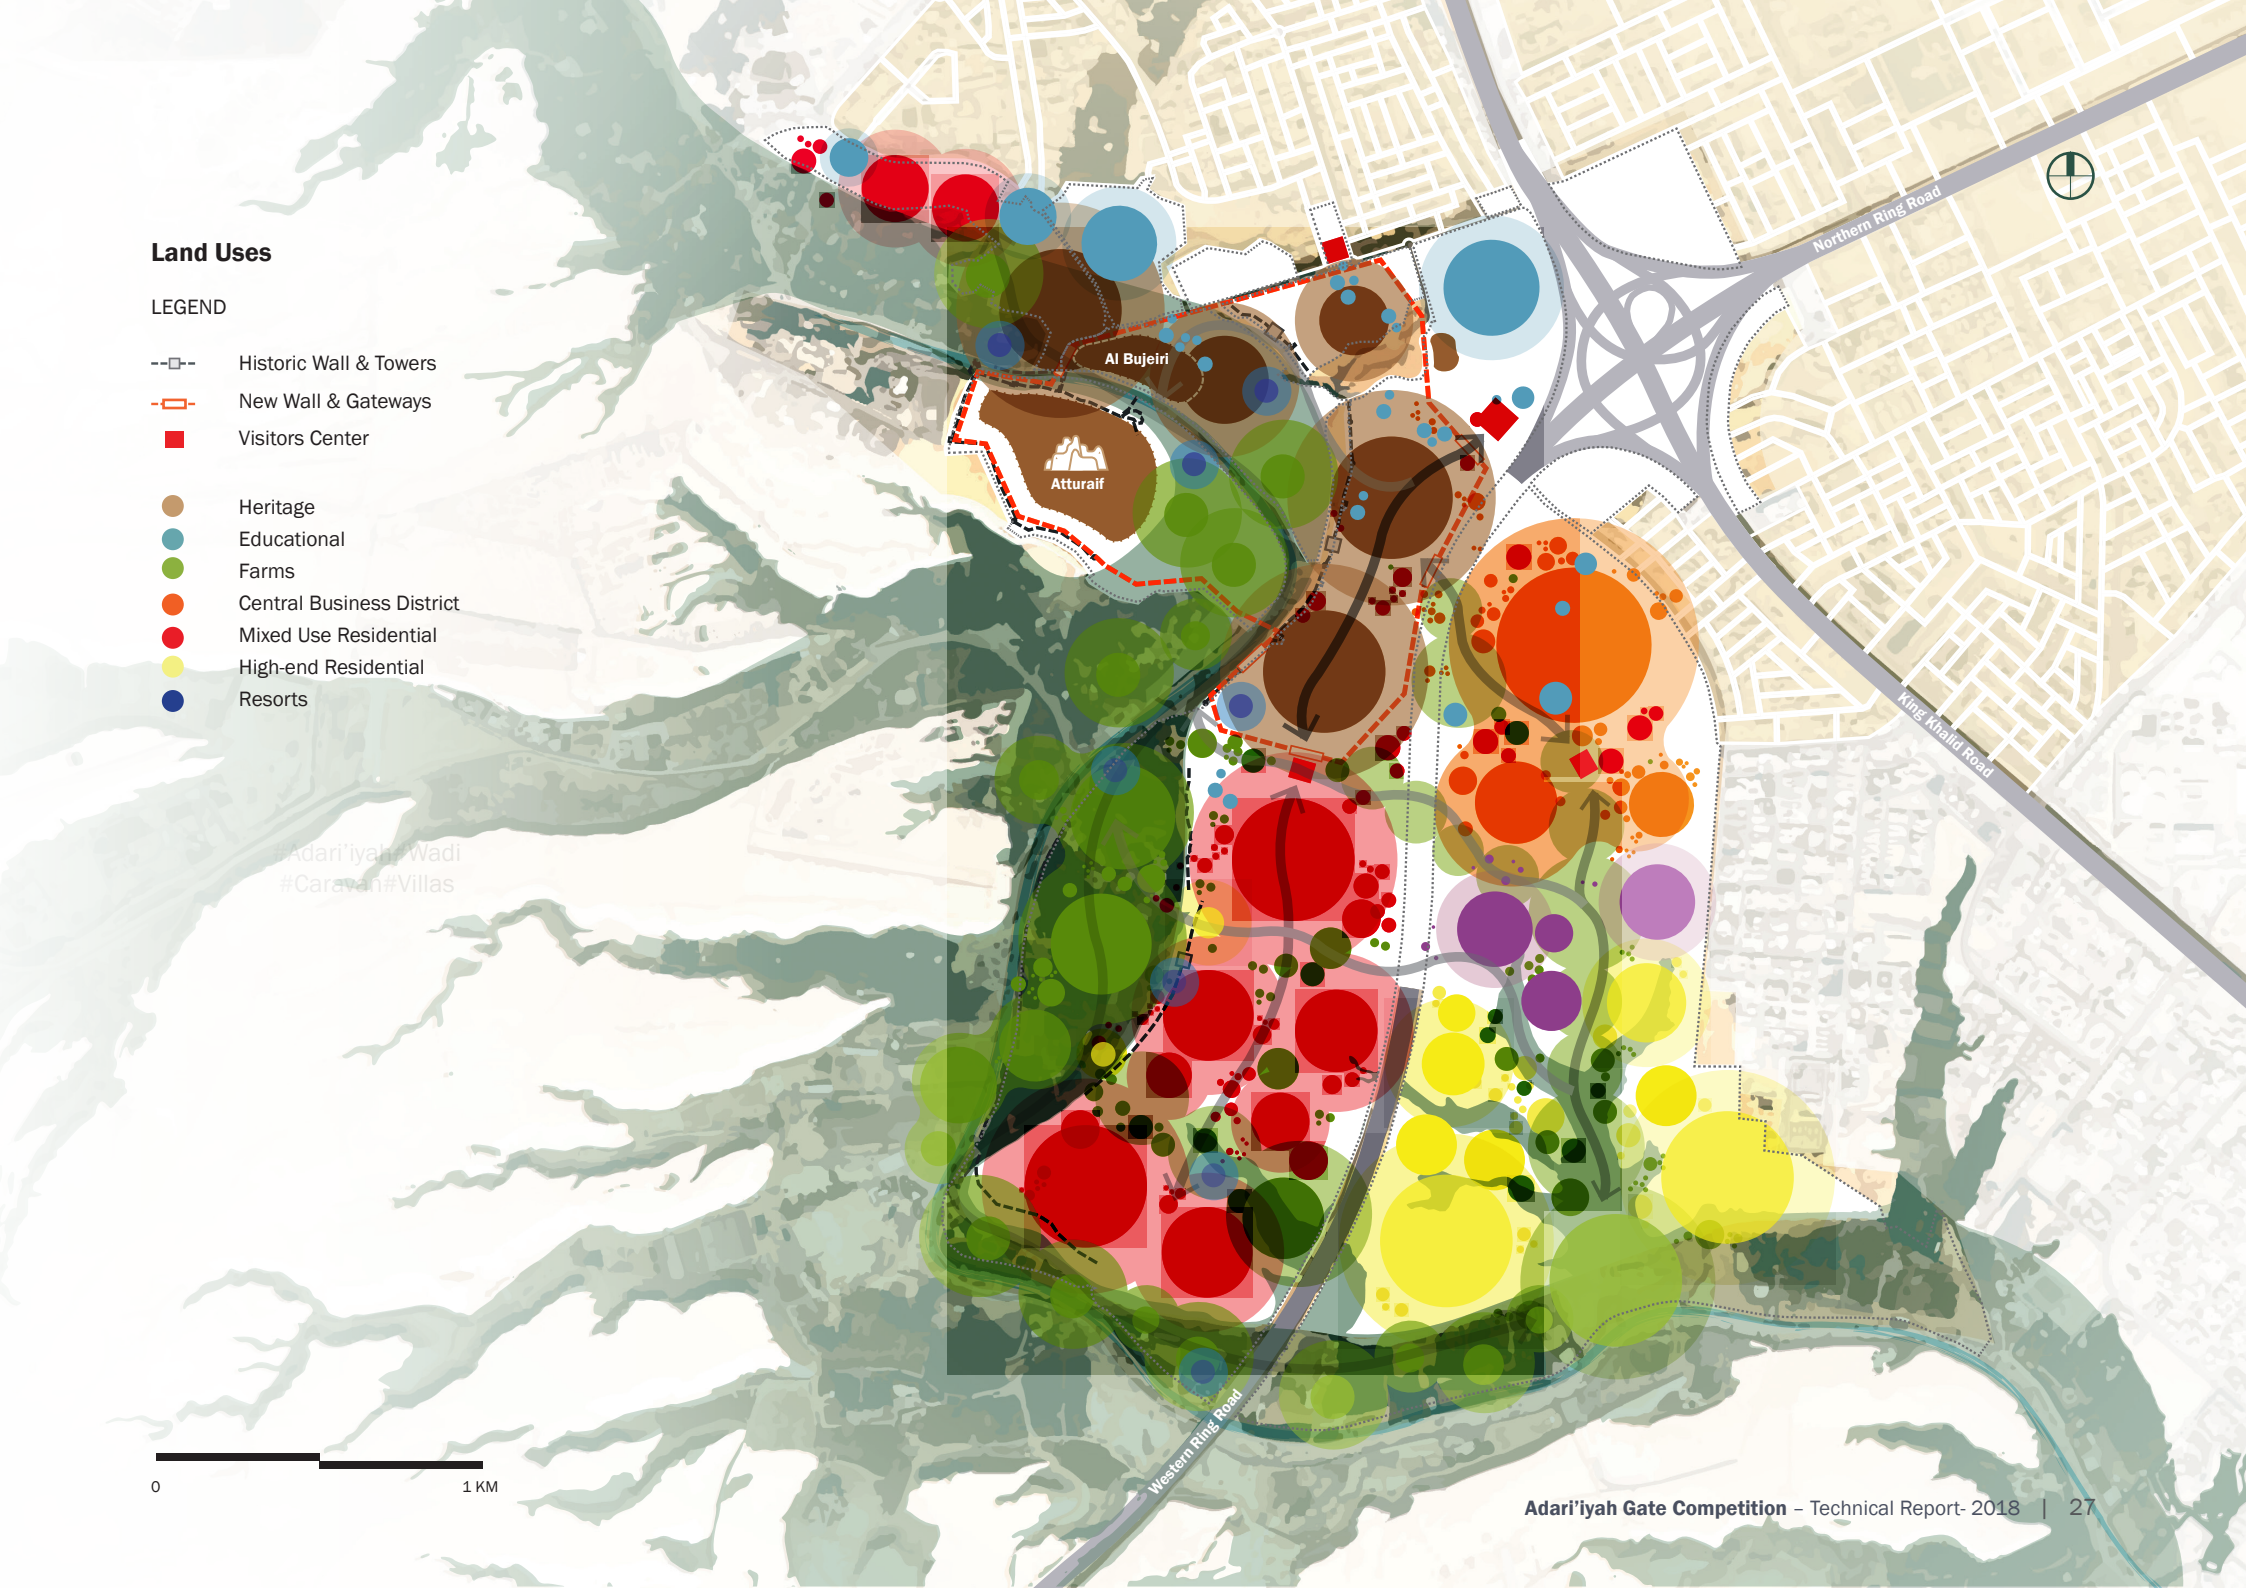 Land Uses
LEGEND
Historic Wall & Towers
New Wall & Gateways
Visitors Center
Heritage
Educational
Farms
Central Business District
Mixed Use Residential
High-end Residential
Resorts
Al Bujeiri
Atturaif
Northern Ring Road
King Khalid Road
Western Ring Road
#Adari'iyah#Wadi
#Caravan#Villas
0
1 KM
Adari'iyah Gate Competition – Technical Report- 2018 | 27